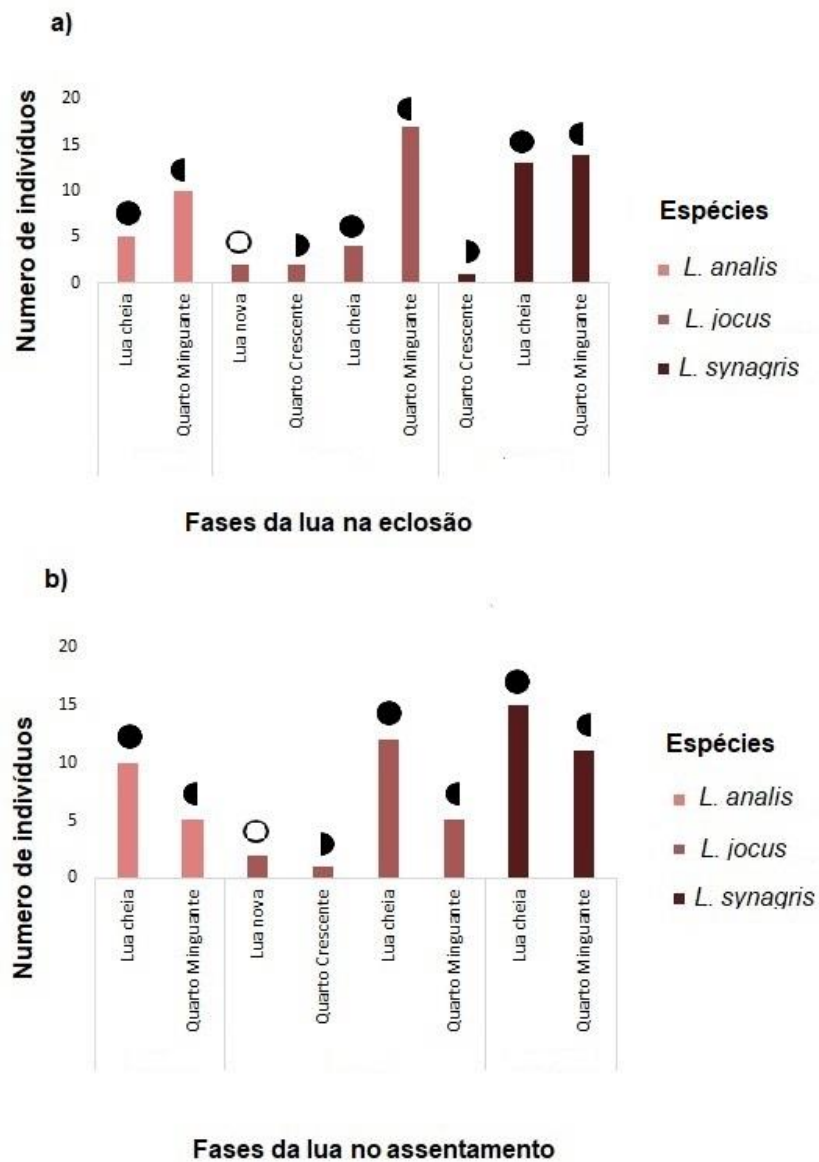 a)
Numero de indivíduos
20
15
10
5
0
Lua cheia
Quarto Minguante
Lua nova
Quarto Crescente
Lua cheia
Quarto Minguante
Quarto Crescente
Lua cheia
Quarto Minguante
Espécies
L. analis
L. jocus
L. synagris
Fases da lua na eclosão
b)
Numero de indivíduos
20
15
10
5
0
Lua cheia
Quarto Minguante
Lua nova
Quarto Crescente
Lua cheia
Quarto Minguante
Lua cheia
Quarto Minguante
Espécies
L. analis
L. jocus
L. synagris
Fases da lua no assentamento